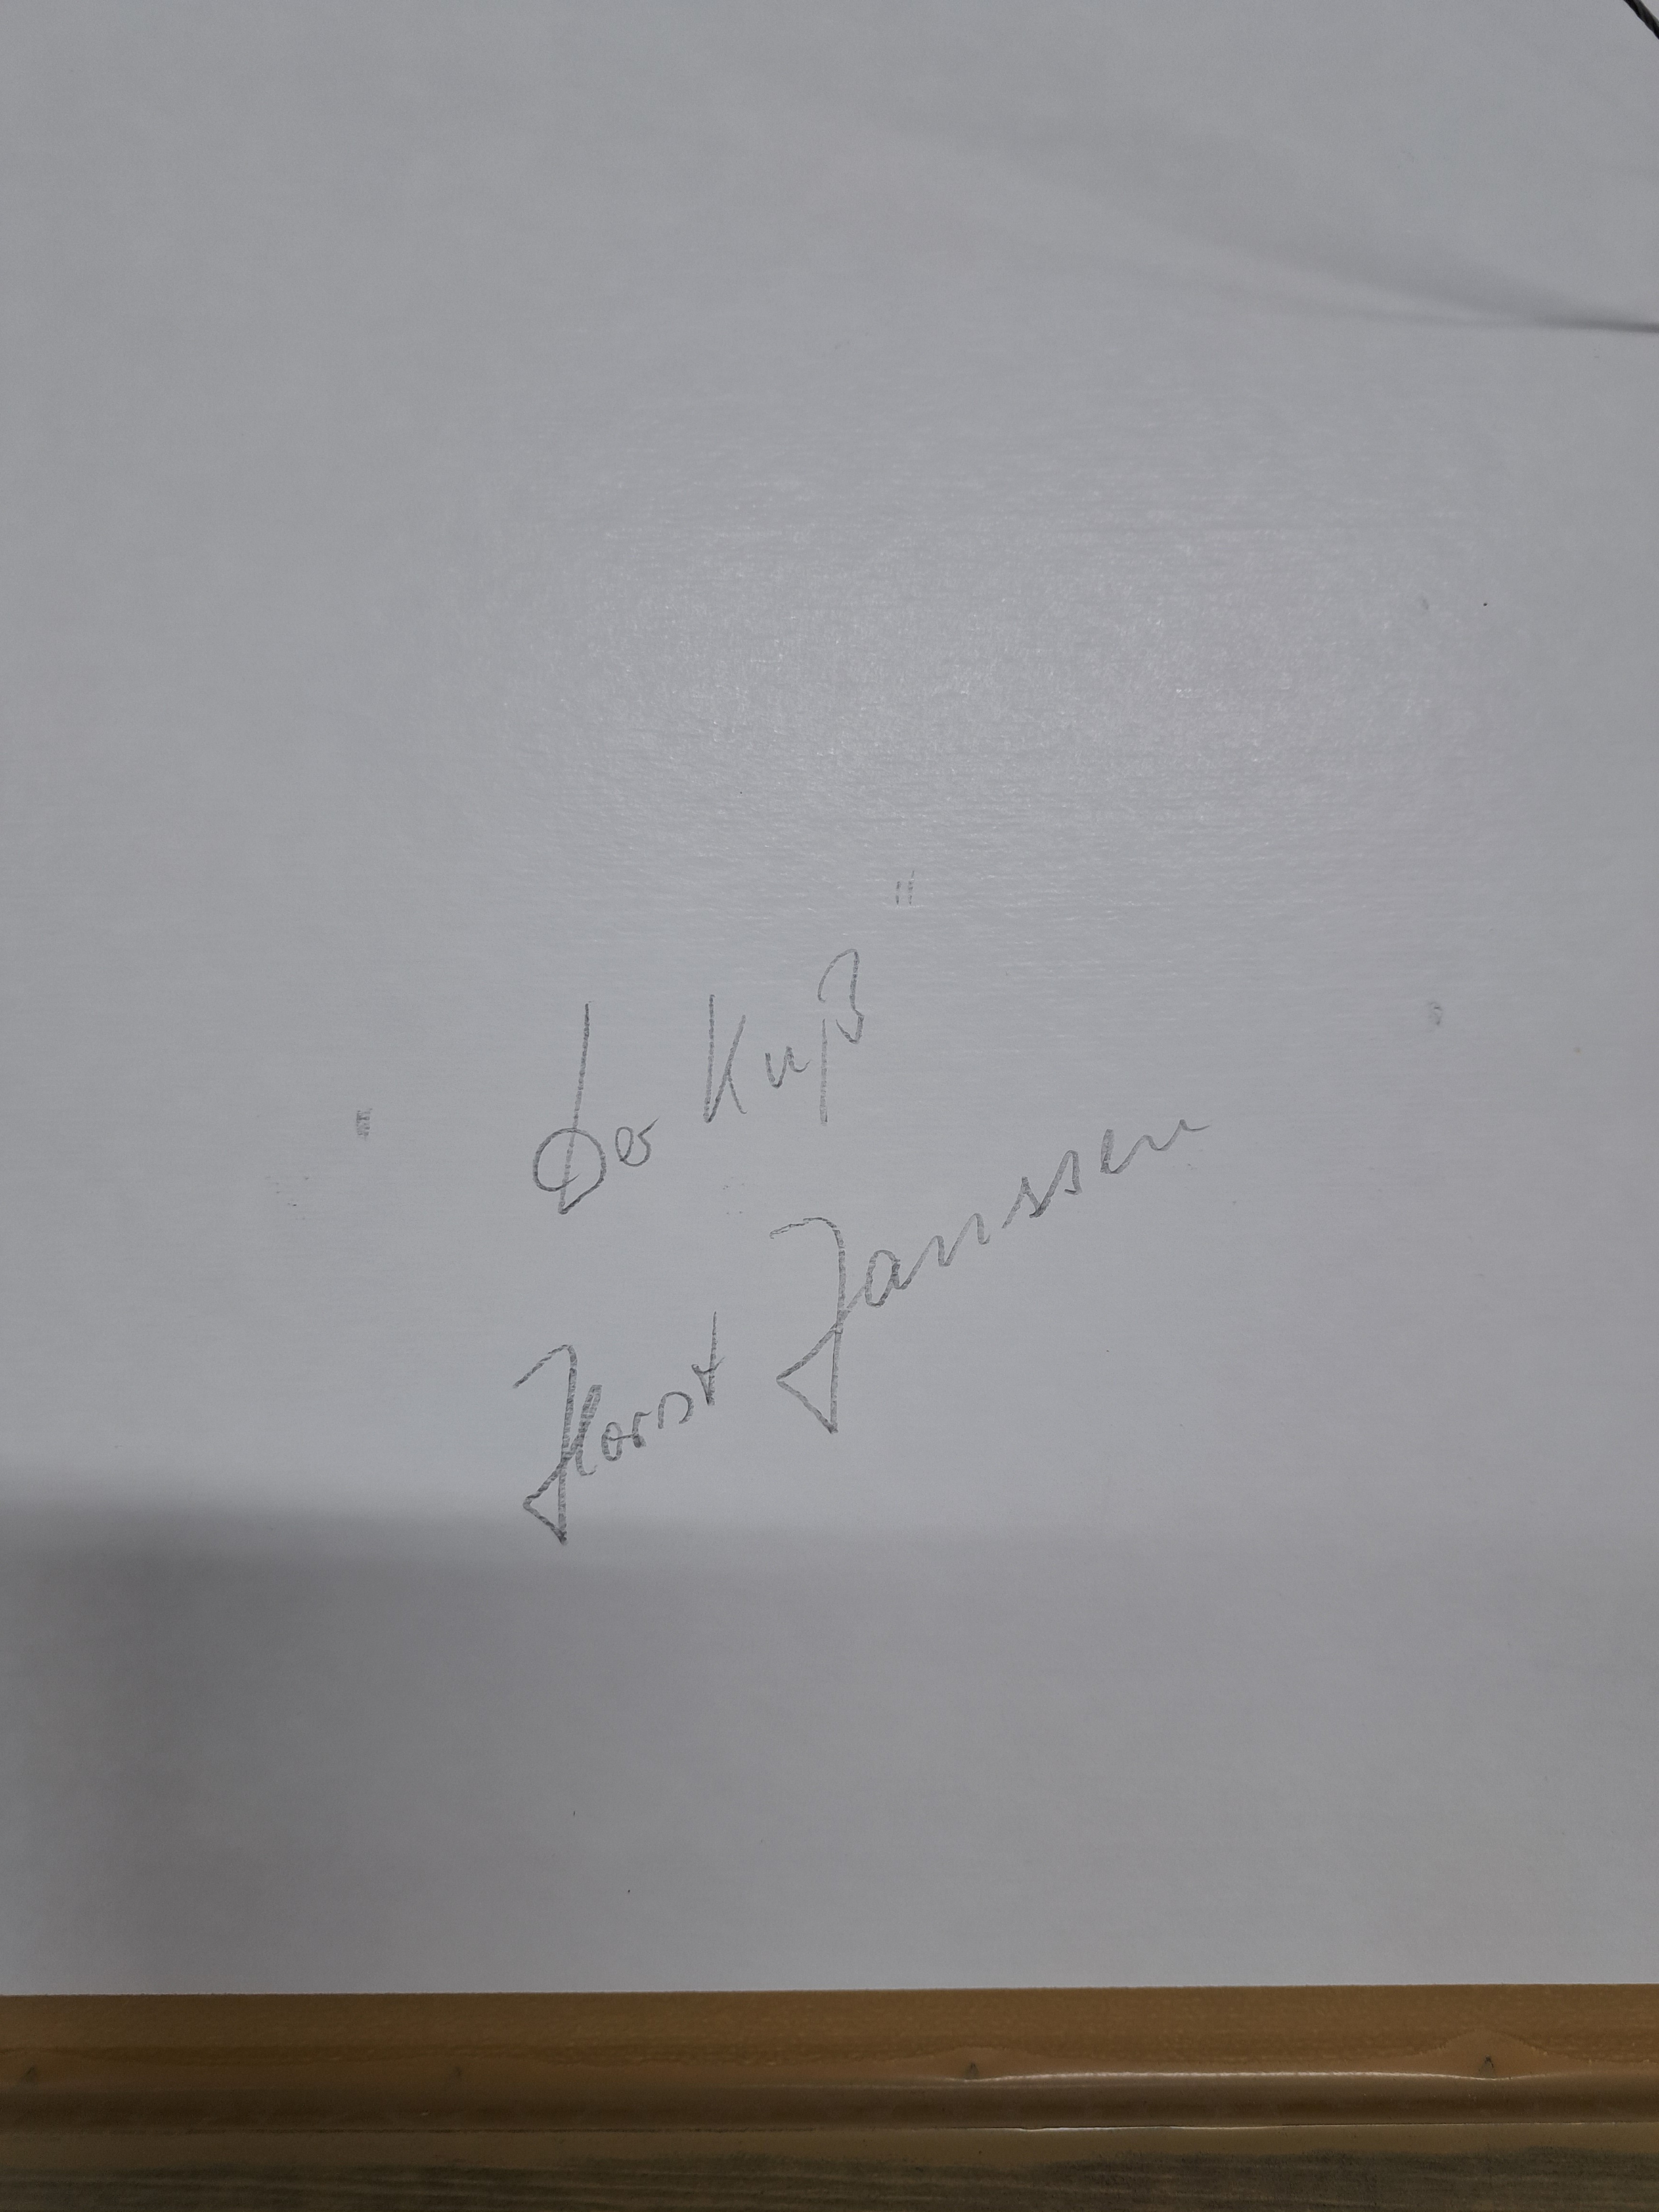 " Der Kuß "
Horst Janssen